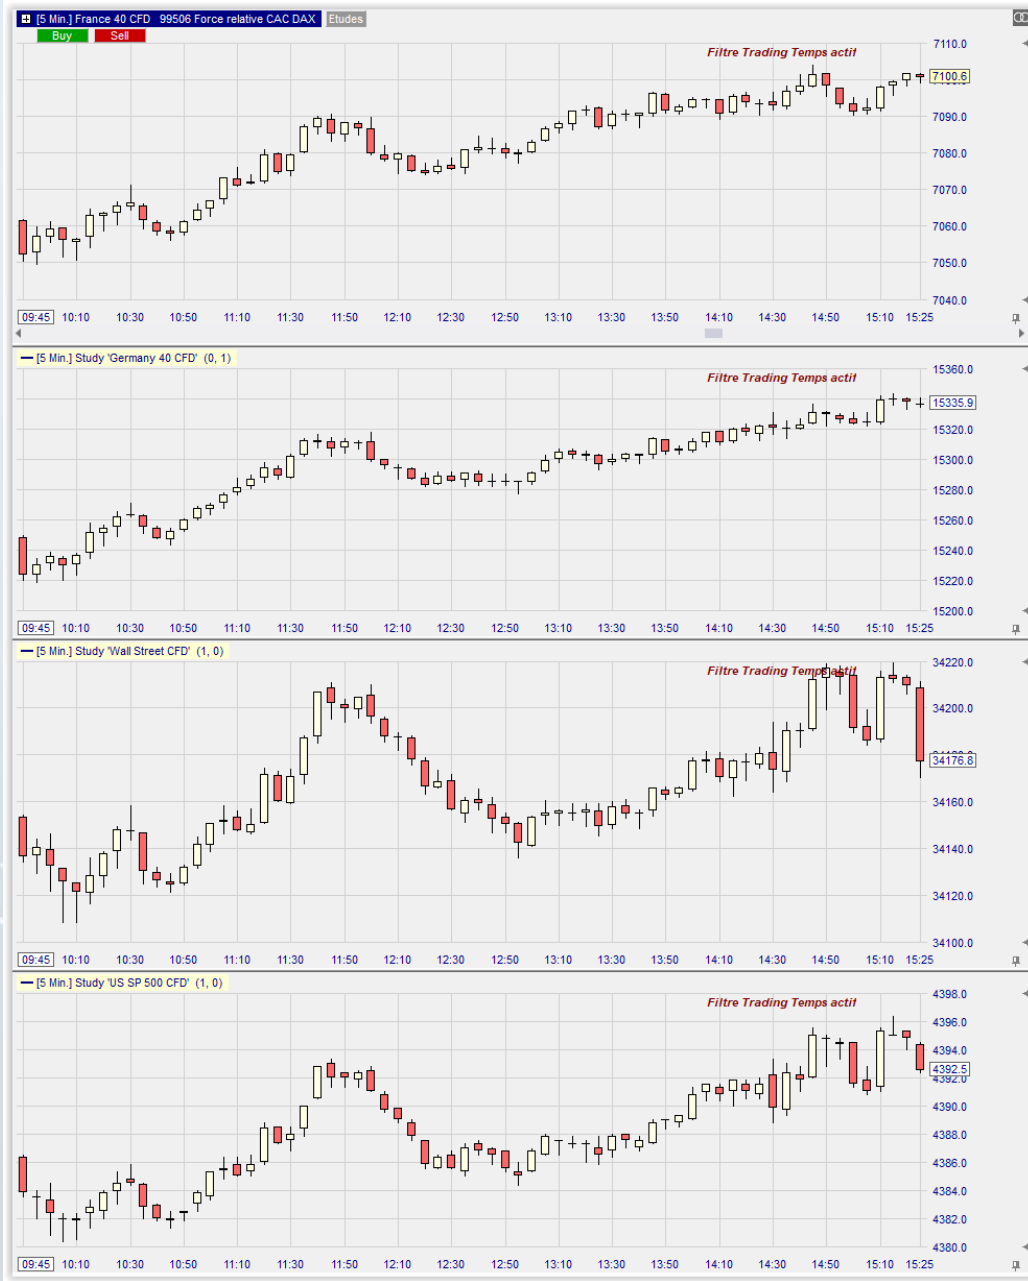 [5 Min.] France 40 CFD 99506 Force relative CAC DAX Etudes
Buy Sell
Filtre Trading Temps actif
7110.0
7100.6
7090.0
7080.0
7070.0
7060.0
7050.0
7040.0
09:45 10:10 10:30 10:50 11:10 11:30 11:50 12:10 12:30 12:50 13:10 13:30 13:50 14:10 14:30 14:50 15:10 15:25
[5 Min.] Study 'Germany 40 CFD' (0, 1)
Filtre Trading Temps actif
15360.0
15335.9
15320.0
15300.0
15280.0
15260.0
15240.0
15220.0
15200.0
09:45 10:10 10:30 10:50 11:10 11:30 11:50 12:10 12:30 12:50 13:10 13:30 13:50 14:10 14:30 14:50 15:10 15:25
[5 Min.] Study 'Wall Street CFD' (1, 0)
Filtre Trading Temps actif
34220.0
34200.0
34176.8
34160.0
34140.0
34120.0
34100.0
09:45 10:10 10:30 10:50 11:10 11:30 11:50 12:10 12:30 12:50 13:10 13:30 13:50 14:10 14:30 14:50 15:10 15:25
[5 Min.] Study 'US SP 500 CFD' (1, 0)
Filtre Trading Temps actif
4398.0
4396.0
4394.0
4392.5
4392.0
4390.0
4388.0
4386.0
4384.0
4382.0
4380.0
09:45 10:10 10:30 10:50 11:10 11:30 11:50 12:10 12:30 12:50 13:10 13:30 13:50 14:10 14:30 14:50 15:10 15:25